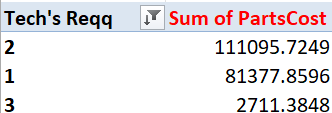 Tech's Reqq Sum of PartsCost
2 111095.7249
1 81377.8596
3 2711.3848